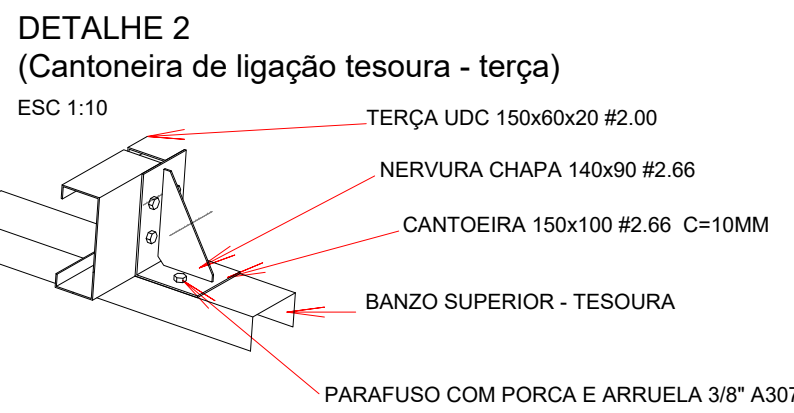 DETALHE 2
(Cantoneira de ligação tesoura - terça)
ESC 1:10
TERÇA UDC 150x60x20 #2.00
NERVURA CHAPA 140x90 #2.66
CANTOEIRA 150x100 #2.66 C=10MM
BANZO SUPERIOR - TESOURA
PARAFUSO COM PORCA E ARRUELA 3/8" A307